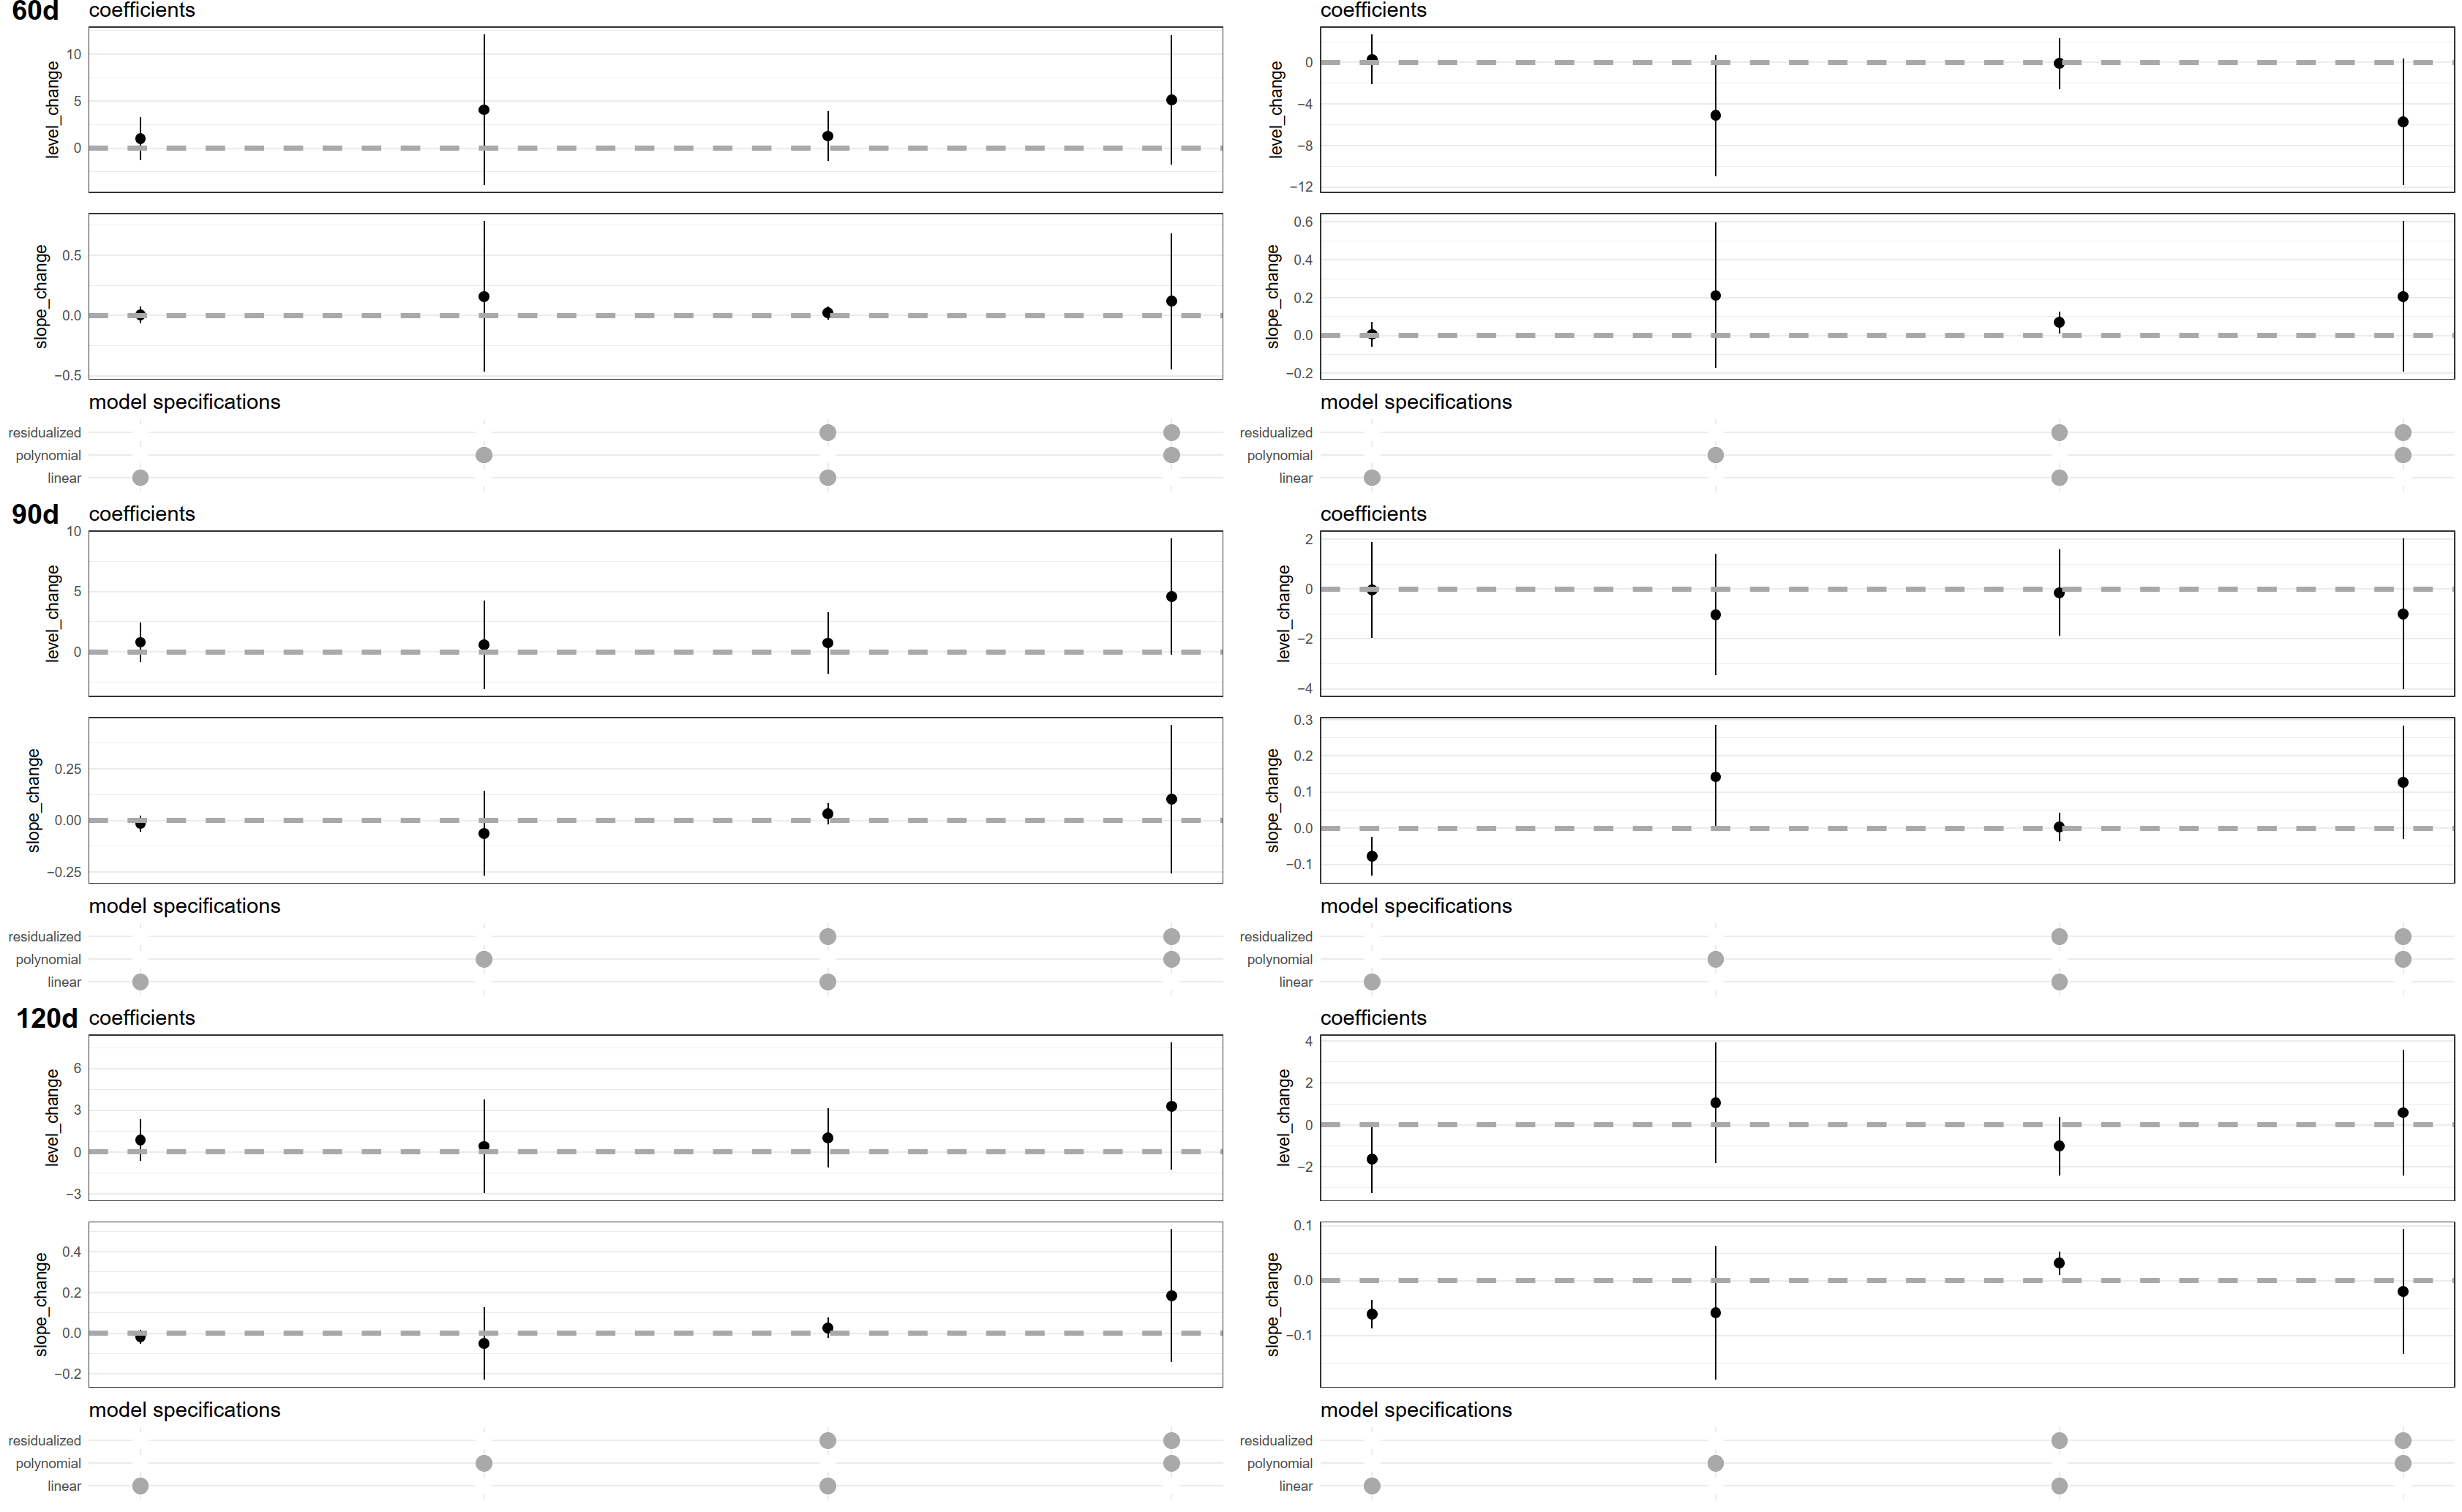 60d coefficients
level_change
10
5
0
slope_change
0.5
0.0
−0.5
model specifications
residualized
polynomial
linear
coefficients
level_change
0
−4
−8
−12
slope_change
0.6
0.4
0.2
0.0
−0.2
model specifications
residualized
polynomial
linear
90d coefficients
level_change
10
5
0
slope_change
0.25
0.00
−0.25
model specifications
residualized
polynomial
linear
coefficients
level_change
2
0
−2
−4
slope_change
0.3
0.2
0.1
0.0
−0.1
model specifications
residualized
polynomial
linear
120d coefficients
level_change
6
3
0
−3
slope_change
0.4
0.2
0.0
−0.2
model specifications
residualized
polynomial
linear
coefficients
level_change
4
2
0
−2
slope_change
0.1
0.0
−0.1
model specifications
residualized
polynomial
linear